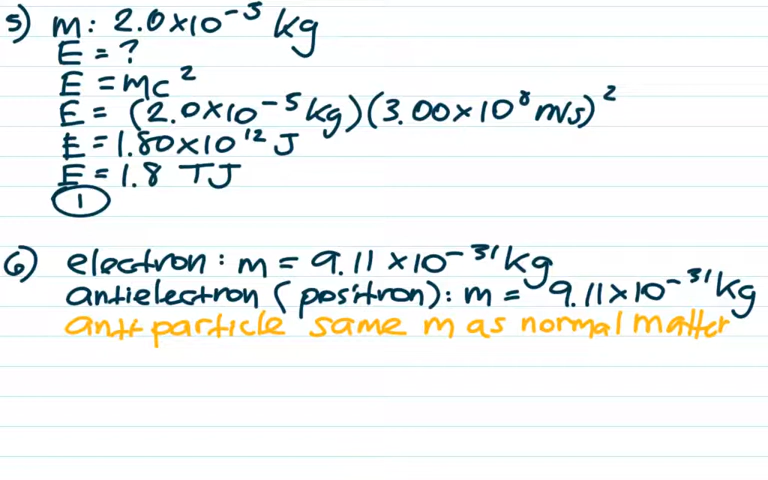 5) m: 2.0×10⁻⁵ kg
E = ?
E = mc²
E = (2.0×10⁻⁵ kg)(3.00×10⁸ m/s)²
E = 1.80×10¹² J
E = 1.8 TJ
1
6) electron: m = 9.11×10⁻³¹ kg
antielectron (positron): m = 9.11×10⁻³¹ kg
anti particle same m as normal matter